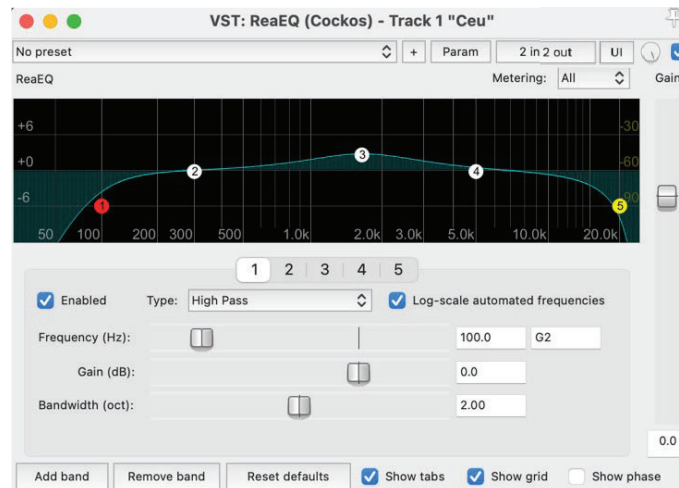 VST: ReaEQ (Cockos) - Track 1 "Ceu"
No preset + Param 2 in 2 out UI
ReaEQ Metering: All Gain
+6 -30
+0 -60
-6 -90
1 2 3 4 5
50 100 200 300 500 1.0k 2.0k 3.0k 5.0k 10.0k 20.0k
1 2 3 4 5
Enabled Type: High Pass Log-scale automated frequencies
Frequency (Hz): 100.0 G2
Gain (dB): 0.0
Bandwidth (oct): 2.00
0.0
Add band Remove band Reset defaults Show tabs Show grid Show phase